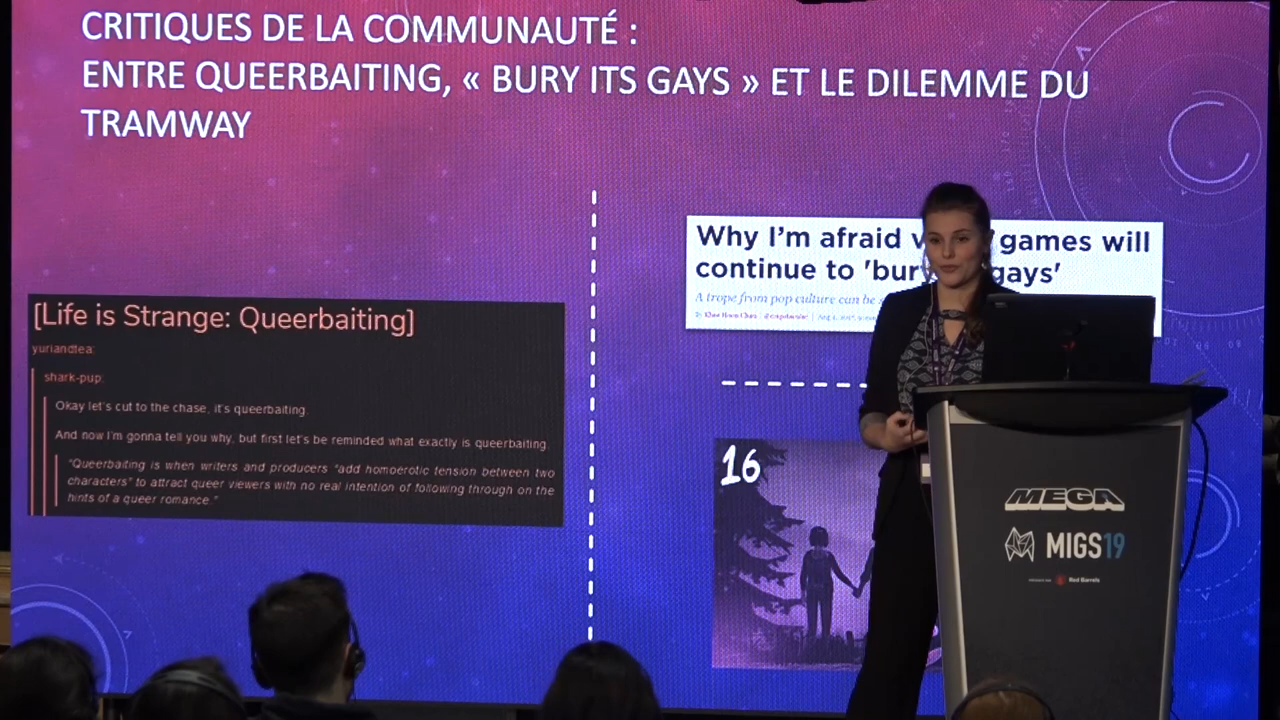 CRITIQUES DE LA COMMUNAUTÉ :
ENTRE QUEERBAITING, « BURY ITS GAYS » ET LE DILEMME DU
TRAMWAY
[Life is Strange: Queerbaiting]
yuriandtea:
shark-pup:
Okay let's cut to the chase, it's queerbaiting.
And now I'm gonna tell you why, but first let's be reminded what exactly is queerbaiting.
"Queerbaiting is when writers and producers "add homoerotic tension between two
characters" to attract queer viewers with no real intention of following through on the
hints of a queer romance."
Why I'm afraid games will
continue to 'bury gays'
A trope from pop culture can be
By
16
MEGA
MIGS19
Red Barrels